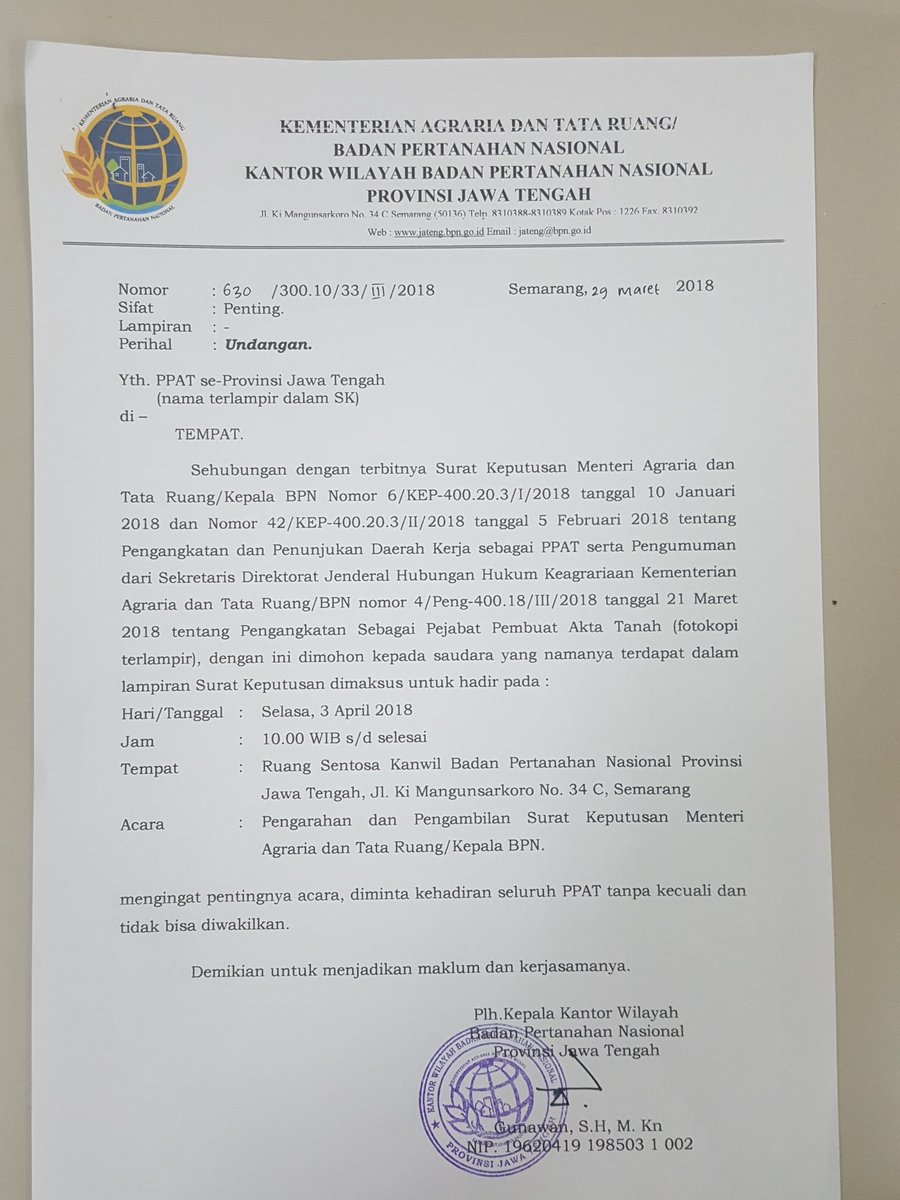 KEMENTERIAN AGRARIA DAN TATA RUANG
BADAN PERTANAHAN NASIONAL
KEMENTERIAN AGRARIA DAN TATA RUANG/
BADAN PERTANAHAN NASIONAL
KANTOR WILAYAH BADAN PERTANAHAN NASIONAL
PROVINSI JAWA TENGAH
Jl. Ki Mangunsarkoro No. 34 C Semarang (50136) Telp. 8310388-8310389 Kotak Pos : 1226 Fax. 8310392
Web : www.jateng.bpn.go.id Email : jateng@bpn.go.id
Nomor : 630 /300.10/33/III/2018 Semarang, 29 maret 2018
Sifat : Penting.
Lampiran : -
Perihal : Undangan.
Yth. PPAT se-Provinsi Jawa Tengah
(nama terlampir dalam SK)
di –
TEMPAT.
Sehubungan dengan terbitnya Surat Keputusan Menteri Agraria dan
Tata Ruang/Kepala BPN Nomor 6/KEP-400.20.3/I/2018 tanggal 10 Januari
2018 dan Nomor 42/KEP-400.20.3/II/2018 tanggal 5 Februari 2018 tentang
Pengangkatan dan Penunjukan Daerah Kerja sebagai PPAT serta Pengumuman
dari Sekretaris Direktorat Jenderal Hubungan Hukum Keagrariaan Kementerian
Agraria dan Tata Ruang/BPN nomor 4/Peng-400.18/III/2018 tanggal 21 Maret
2018 tentang Pengangkatan Sebagai Pejabat Pembuat Akta Tanah (fotokopi
terlampir), dengan ini dimohon kepada saudara yang namanya terdapat dalam
lampiran Surat Keputusan dimaksus untuk hadir pada :
Hari/Tanggal : Selasa, 3 April 2018
Jam : 10.00 WIB s/d selesai
Tempat : Ruang Sentosa Kanwil Badan Pertanahan Nasional Provinsi
Jawa Tengah, Jl. Ki Mangunsarkoro No. 34 C, Semarang
Acara : Pengarahan dan Pengambilan Surat Keputusan Menteri
Agraria dan Tata Ruang/Kepala BPN.
mengingat pentingnya acara, diminta kehadiran seluruh PPAT tanpa kecuali dan
tidak bisa diwakilkan.
Demikian untuk menjadikan maklum dan kerjasamanya.
Plh.Kepala Kantor Wilayah
Badan Pertanahan Nasional
Provinsi Jawa Tengah
KANTOR WILAYAH BADAN PERTANAHAN NASIONAL
PROVINSI JAWA TENGAH
Gunawan, S.H, M. Kn
NIP. 19620419 198503 1 002